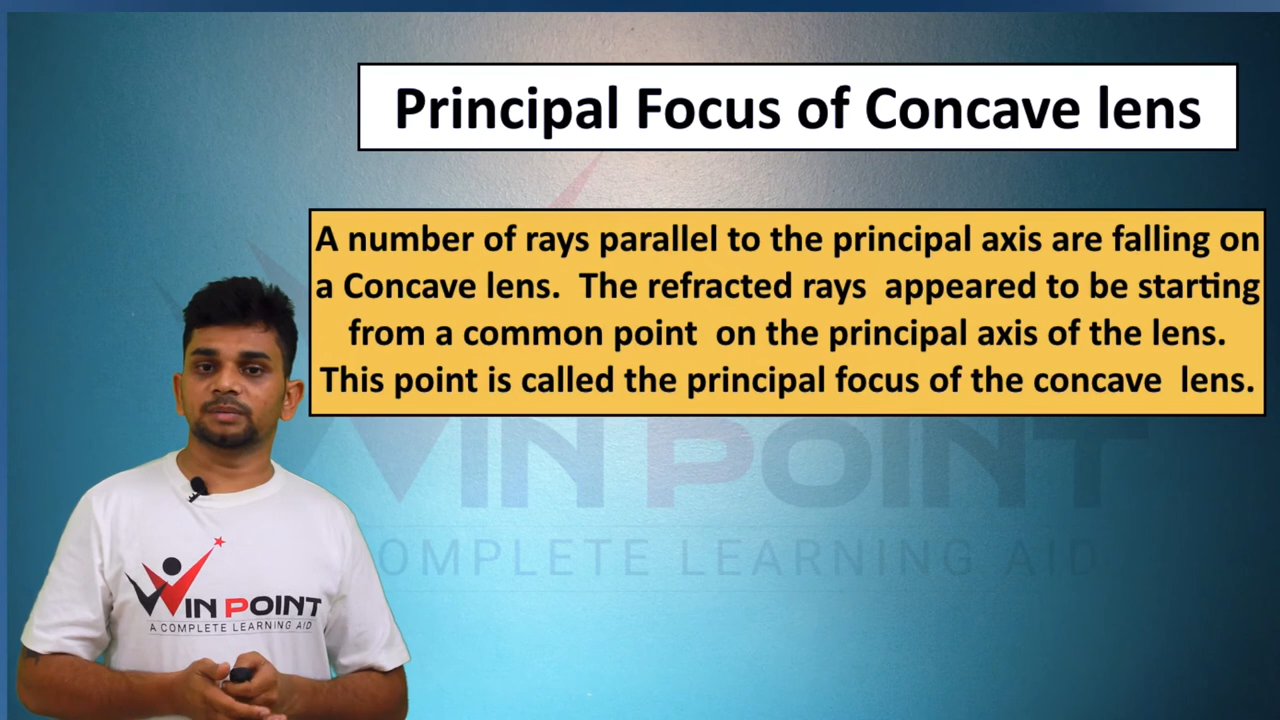 Principal Focus of Concave lens
A number of rays parallel to the principal axis are falling on
a Concave lens.  The refracted rays  appeared to be starting
from a common point  on the principal axis of the lens.
This point is called the principal focus of the concave  lens.
WIN POINT
OMPLETE LEARNING AID
WIN POINT
A COMPLETE LEARNING AID